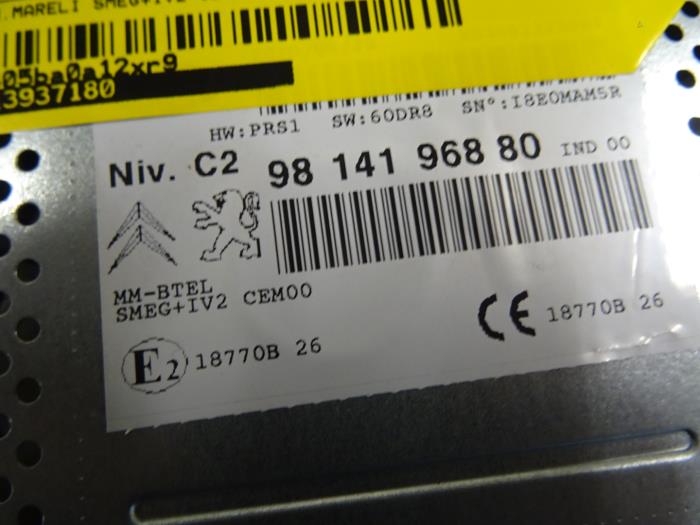 .MARELI SMEG+IV2
05ba0a12xr9
3937180
HW:PRS1 SW:60DR8 SN°:I8E0MAM5R
Niv. C2 98 141 968 80 IND 00
MM-BTEL
SMEG+IV2 CEM00
CE 18770B 26
E2 18770B 26